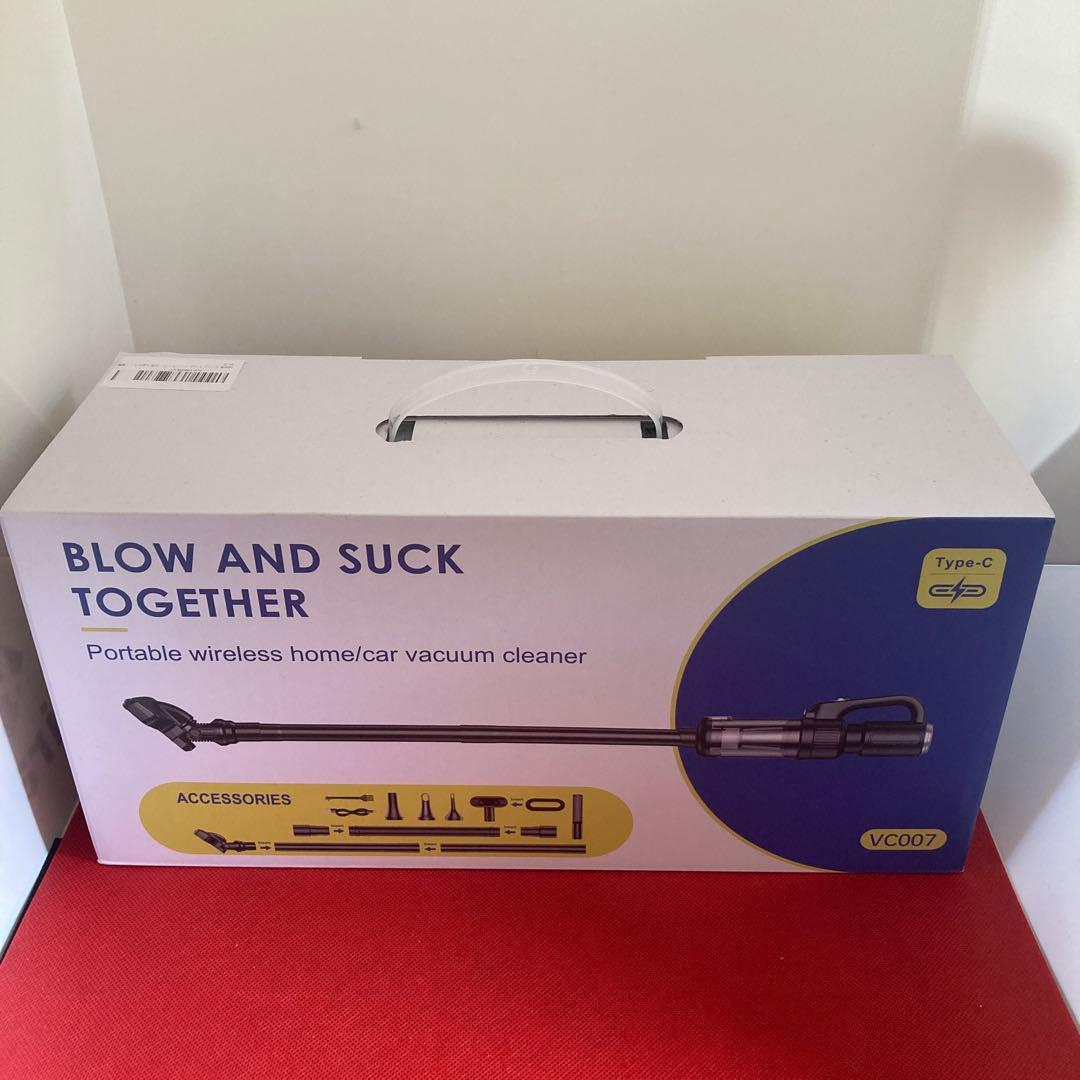 BLOW AND SUCK
TOGETHER
Portable wireless home/car vacuum cleaner
Type-C
ACCESSORIES
VC007